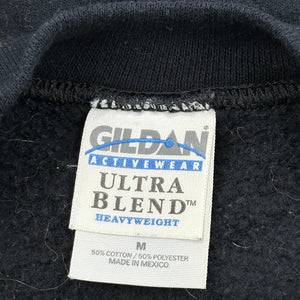 GILDAN
ACTIVEWEAR
ULTRA
BLEND™
HEAVYWEIGHT
M
50% COTTON / 50% POLYESTER
MADE IN MEXICO